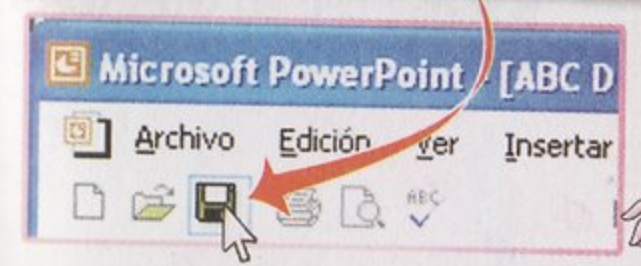 Microsoft PowerPoint - [ABC D
Archivo Edición Ver Insertar
ABC